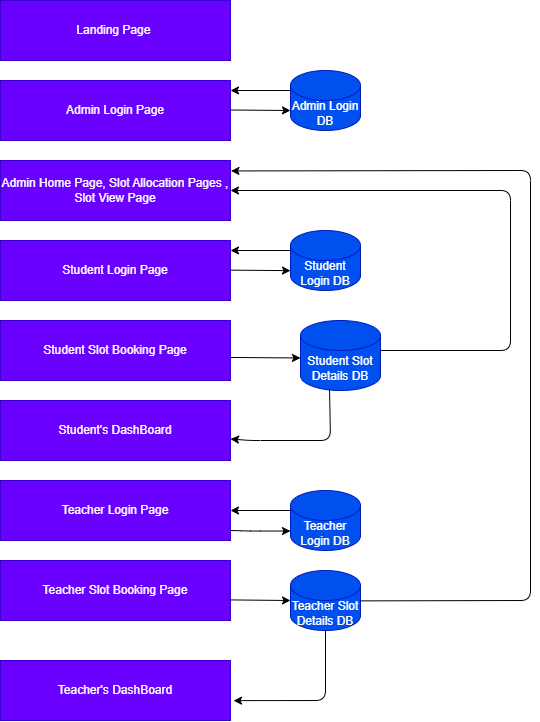 Landing Page
Admin Login Page
Admin Login
DB
Admin Home Page, Slot Allocation Pages ,
Slot View Page
Student Login Page
Student
Login DB
Student Slot Booking Page
Student Slot
Details DB
Student's DashBoard
Teacher Login Page
Teacher
Login DB
Teacher Slot Booking Page
Teacher Slot
Details DB
Teacher's DashBoard